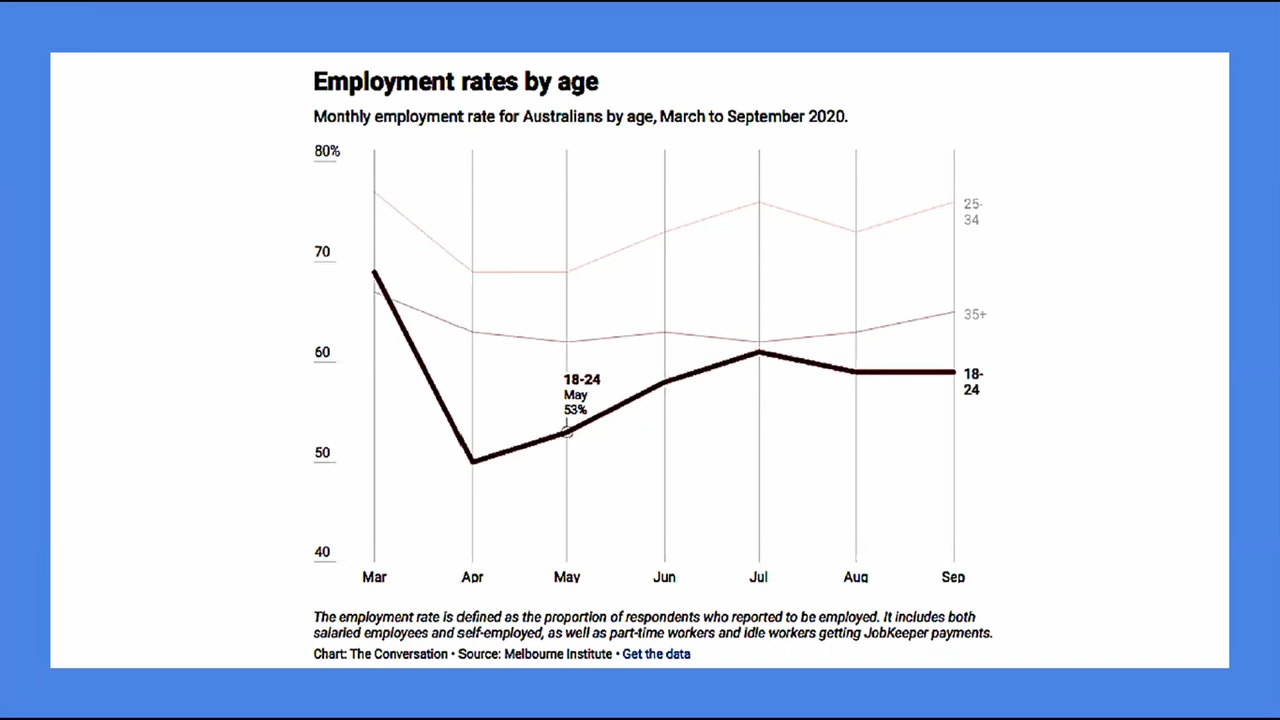 Employment rates by age
Monthly employment rate for Australians by age, March to September 2020.
80%
25-
34
70
35+
60
18-24
May
53%
18-
24
50
40
Mar Apr May Jun Jul Aug Sep
The employment rate is defined as the proportion of respondents who reported to be employed. It includes both
salaried employees and self-employed, as well as part-time workers and idle workers getting JobKeeper payments.
Chart: The Conversation • Source: Melbourne Institute • Get the data